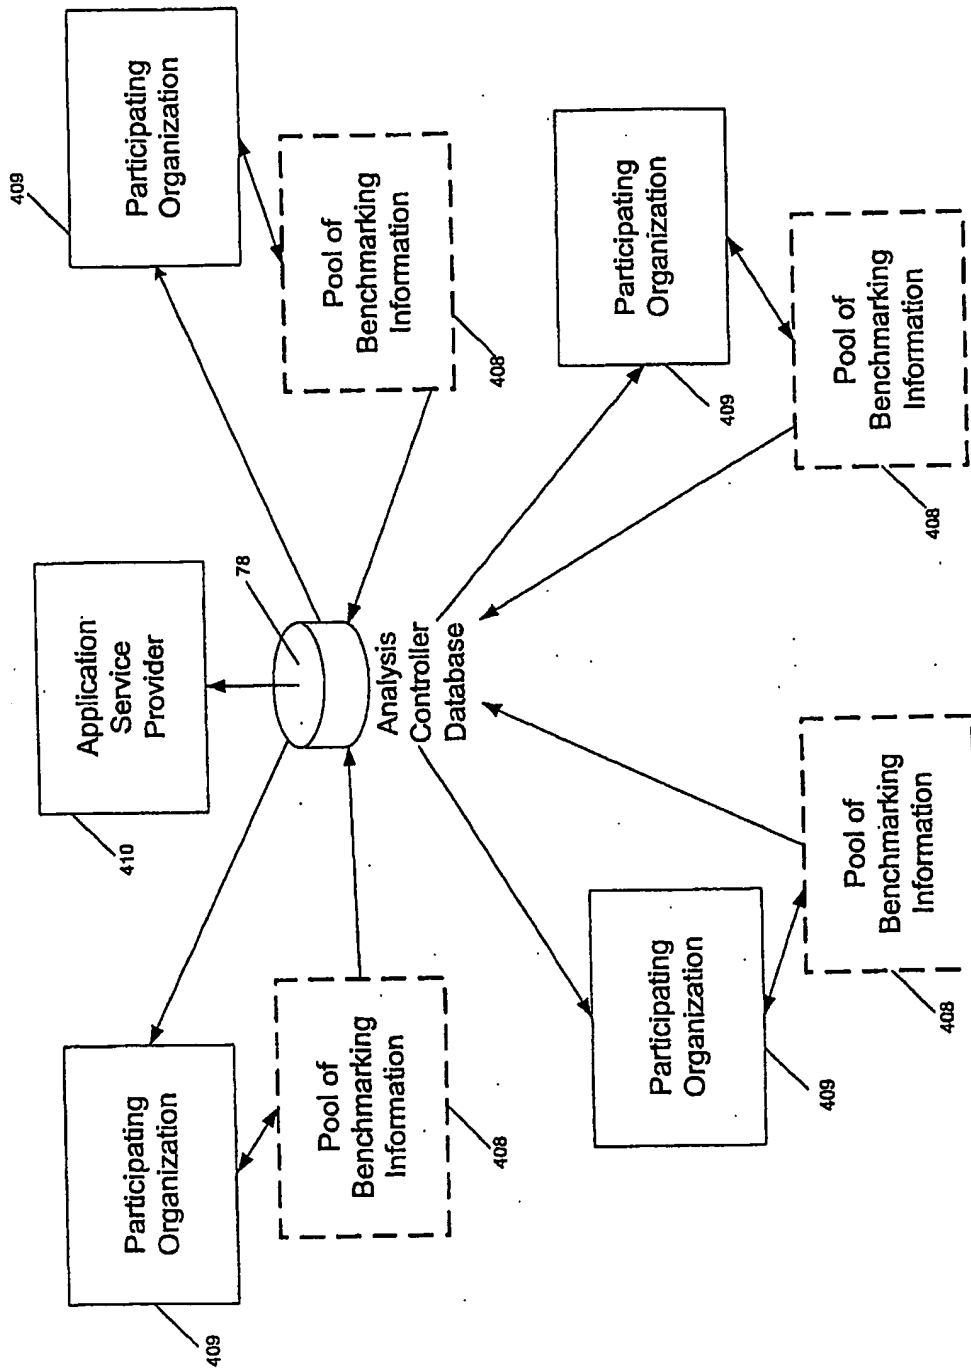 409
Participating
Organization
410
Application
Service
Provider
409
Participating
Organization
78
Pool of
Benchmarking
Information
408
Analysis
Controller
Database
Pool of
Benchmarking
Information
408
Participating
Organization
409
Pool of
Benchmarking
Information
408
Participating
Organization
409
Pool of
Benchmarking
Information
408